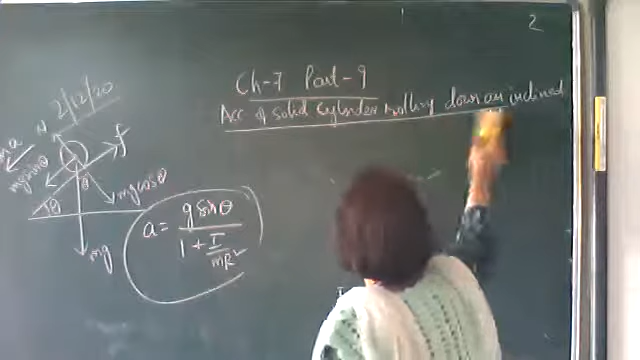 2
Ch-7 Part-9
Acc. of solid cylinder rolling down an inclined
2/12/20
N
f
ma
mg sinθ
θ
θ
mg cosθ
mg
a = g sinθ / 1 + I/mR²